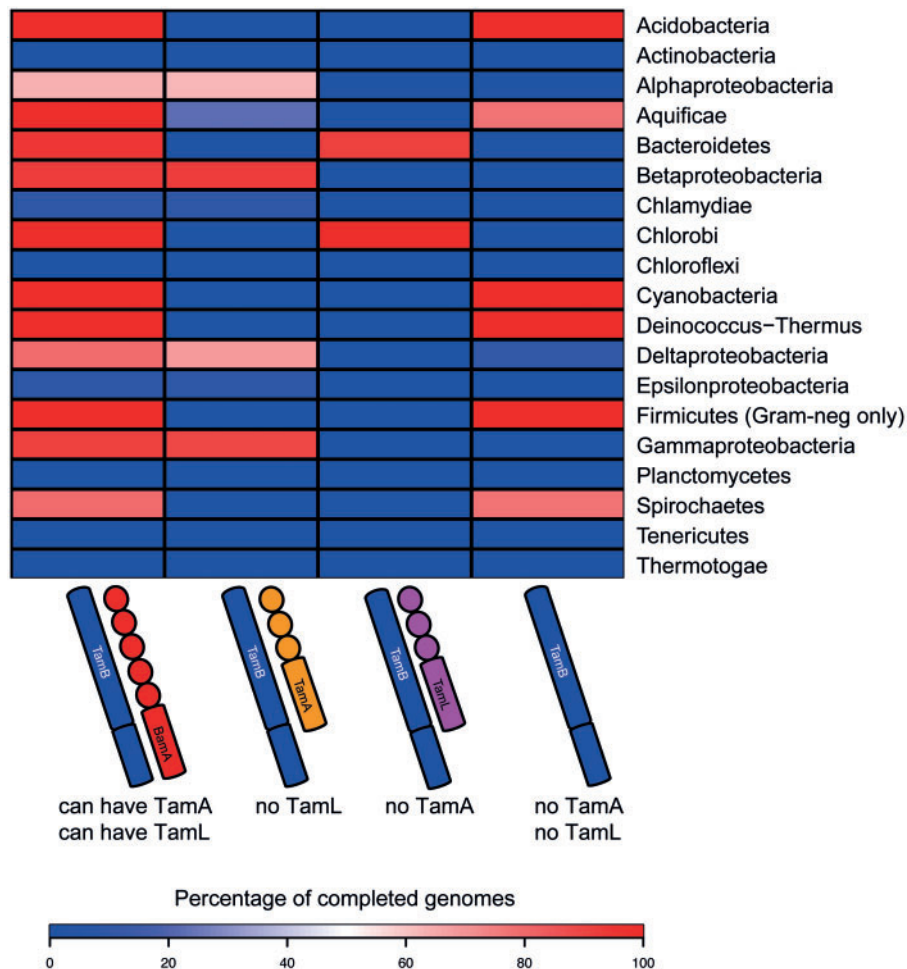 Acidobacteria
Actinobacteria
Alphaproteobacteria
Aquificae
Bacteroidetes
Betaproteobacteria
Chlamydiae
Chlorobi
Chloroflexi
Cyanobacteria
Deinococcus−Thermus
Deltaproteobacteria
Epsilonproteobacteria
Firmicutes (Gram-neg only)
Gammaproteobacteria
Planctomycetes
Spirochaetes
Tenericutes
Thermotogae
TamB
BamA
TamB
TamA
TamB
TamL
TamB
can have TamA
can have TamL
no TamL
no TamA
no TamA
no TamL
Percentage of completed genomes
0 20 40 60 80 100